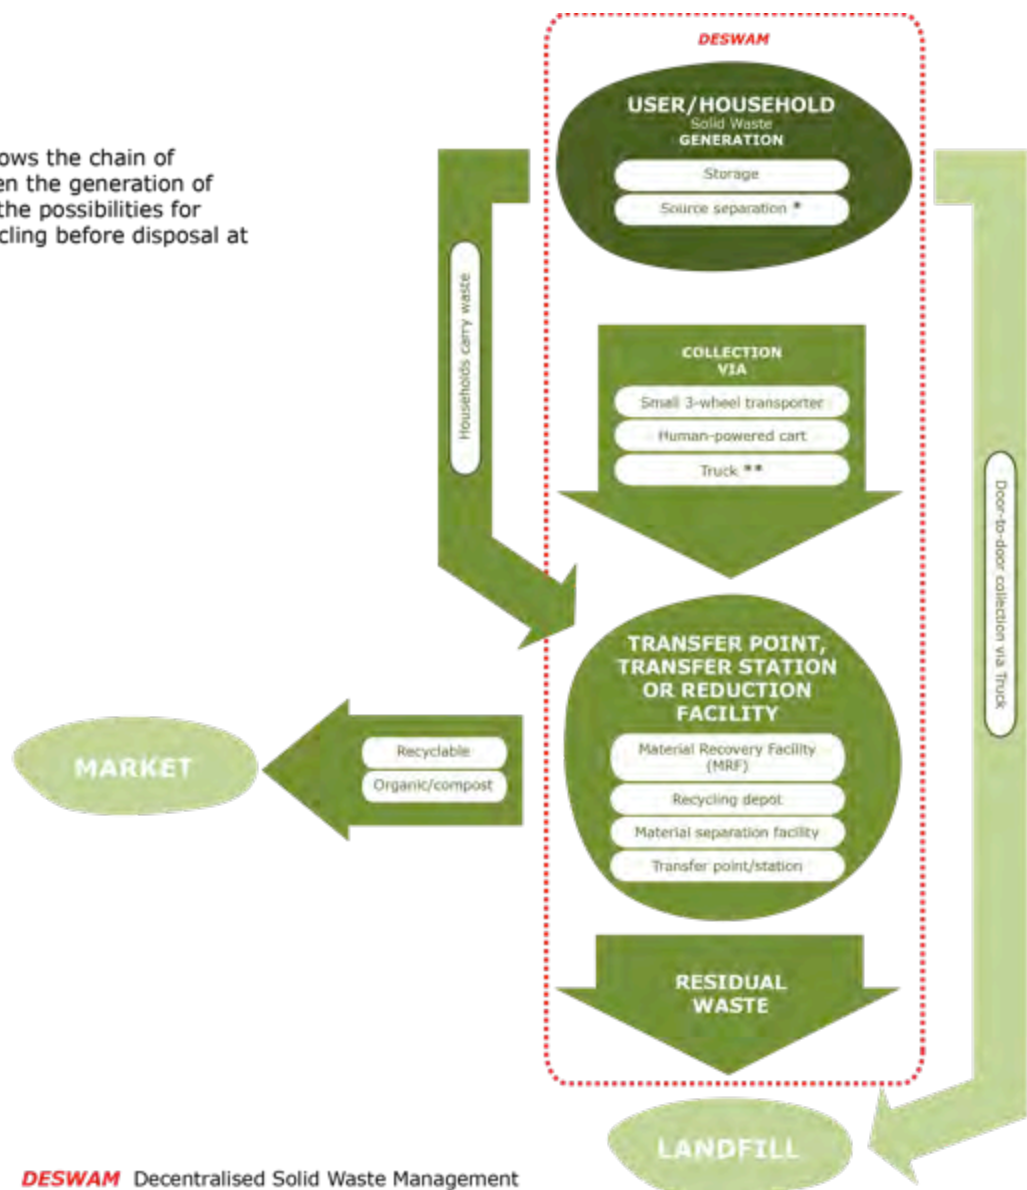 DESWAM
USER/HOUSEHOLD
Solid Waste
GENERATION
Storage
Source separation *
ows the chain of
en the generation of
the possibilities for
cling before disposal at
Households carry waste
COLLECTION
VIA
Small 3-wheel transporter
Human-powered cart
Truck **
Door-to-door collection via Truck
TRANSFER POINT,
TRANSFER STATION
OR REDUCTION
FACILITY
Material Recovery Facility
(MRF)
Recycling depot
Material separation facility
Transfer point/station
Recyclable
Organic/compost
MARKET
RESIDUAL
WASTE
LANDFILL
DESWAM Decentralised Solid Waste Management